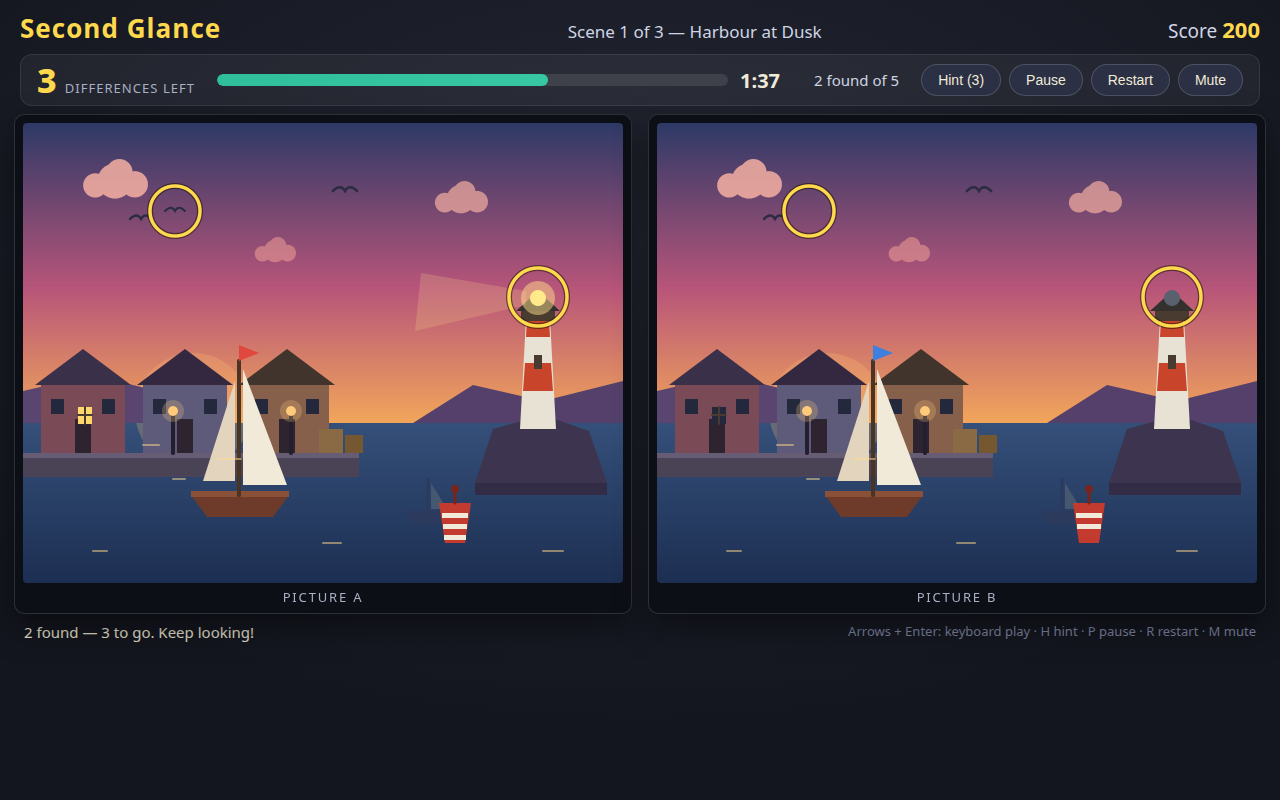 Second Glance
Scene 1 of 3 — Harbour at Dusk
Score 200
3 DIFFERENCES LEFT
1:37
2 found of 5
Hint (3)
Pause
Restart
Mute
PICTURE A
PICTURE B
2 found — 3 to go. Keep looking!
Arrows + Enter: keyboard play · H hint · P pause · R restart · M mute